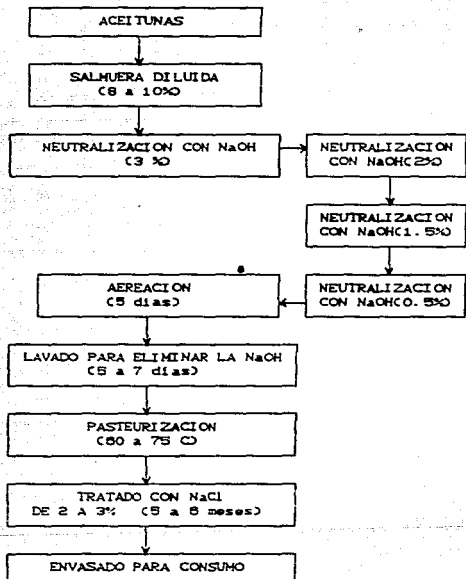 ACEITUNAS
SALMUERA DILUIDA
(8 a 10%)
NEUTRALIZACION CON NaOH
(3 %)
NEUTRALIZACION
CON NaOH(2%)
NEUTRALIZACION
CON NaOH(1.5%)
NEUTRALIZACION
CON NaOH(0.5%)
AEREACION
(5 dias)
LAVADO PARA ELIMINAR LA NaOH
(5 a 7 dias)
PASTEURIZACION
(60 a 75 C)
TRATADO CON NaCl
DE 2 A 3% (5 a 6 meses)
ENVASADO PARA CONSUMO